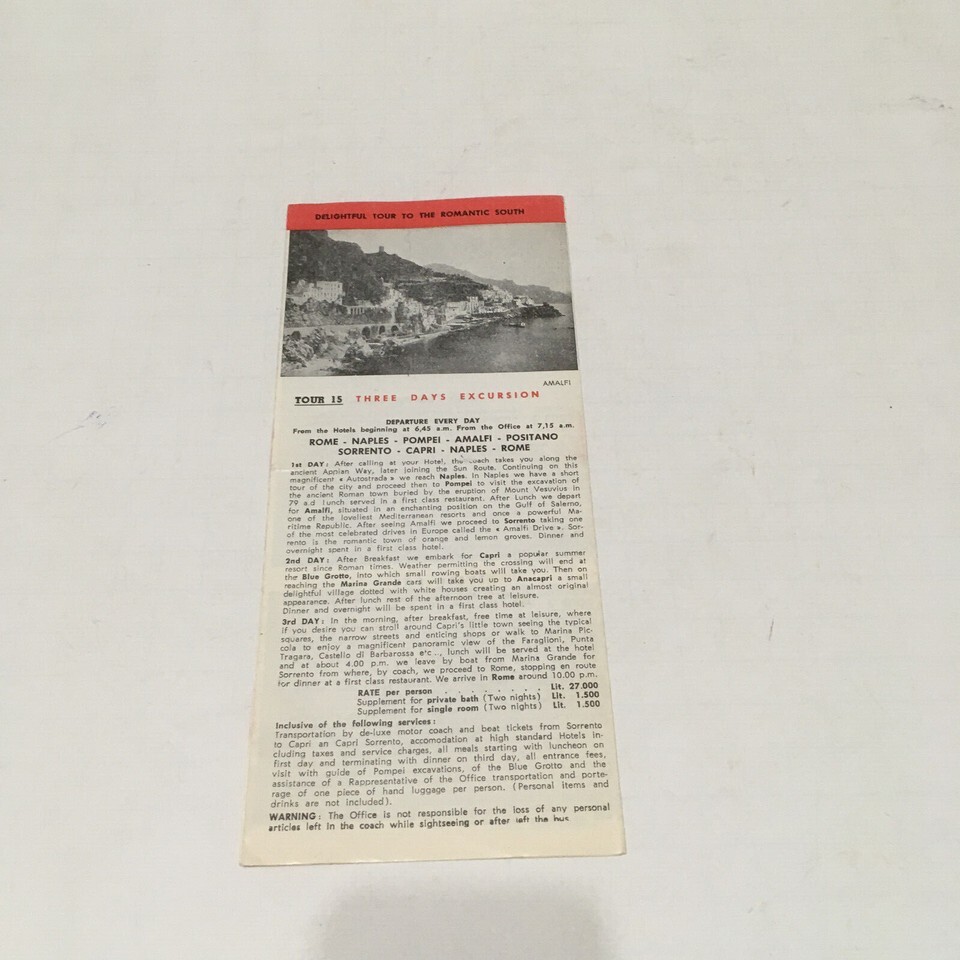 DELIGHTFUL TOUR TO THE ROMANTIC SOUTH
AMALFI
TOUR 15 THREE DAYS EXCURSION
DEPARTURE EVERY DAY
From the Hotels beginning at 6,45 a.m. From the Office at 7,15 a.m.
ROME - NAPLES - POMPEI - AMALFI - POSITANO
SORRENTO - CAPRI - NAPLES - ROME
1st DAY: After calling at your Hotel, the coach takes you along the
ancient Appian Way, later joining the Sun Route. Continuing on this
magnificent « Autostrada » we reach Naples. In Naples we have a short
tour of the city and proceed then to Pompei to visit the excavation of
the ancient Roman town buried by the eruption of Mount Vesuvius in
79 a.d lunch served in a first class restaurant. After Lunch we depart
for Amalfi, situated in an enchanting position on the Gulf of Salerno,
one of the loveliest Mediterranean resorts and once a powerful Ma-
ritime Republic. After seeing Amalfi we proceed to Sorrento taking one
of the most celebrated drives in Europe called the « Amalfi Drive ». Sor-
rento is the romantic town of orange and lemon groves. Dinner and
overnight spent in a first class hotel.
2nd DAY: After Breakfast we embark for Capri a popular summer
resort since Roman times. Weather permitting the crossing will end at
the Blue Grotto, into which small rowing boats will take you. Then on
reaching the Marina Grande cars will take you up to Anacapri a small
delightful village dotted with white houses creating an almost original
appearance. After lunch rest of the afternoon tree at leisure.
Dinner and overnight will be spent in a first class hotel.
3rd DAY: In the morning, after breakfast, free time at leisure, where
if you desire you can stroll around Capri's little town seeing the typical
squares, the narrow streets and enticing shops or walk to Marina Pic-
cola to enjoy a magnificent panoramic view of the Faraglioni, Punta
Tragara, Castello di Barbarossa etc.., lunch will be served at the hotel
and at about 4.00 p.m. we leave by boat from Marina Grande for
Sorrento from where, by coach, we proceed to Rome, stopping en route
for dinner at a first class restaurant. We arrive in Rome around 10.00 p.m.
RATE per person . . . . . . . . Lit. 27.000
Supplement for private bath (Two nights) Lit. 1.500
Supplement for single room (Two nights) Lit. 1.500
Inclusive of the following services:
Transportation by de-luxe motor coach and boat tickets from Sorrento
to Capri an Capri Sorrento, accomodation at high standard Hotels in-
cluding taxes and service charges, all meals starting with luncheon on
first day and terminating with dinner on third day, all entrance fees,
visit with guide of Pompei excavations, of the Blue Grotto and the
assistance of a Rappresentative of the Office transportation and porte-
rage of one piece of hand luggage per person. (Personal items and
drinks are not included).
WARNING: The Office is not responsible for the loss of any personal
articles left in the coach while sightseeing or after left the bus